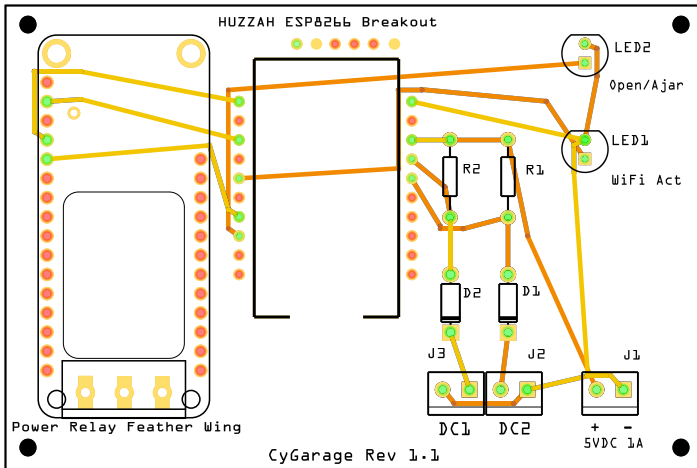 HUZZAH ESP8266 Breakout
LED2
Open/Ajar
LED1
R2
R1
WiFi Act
D2
D1
J3
J2
J1
DC1
DC2
+ -
5VDC 1A
Power Relay Feather Wing
CyGarage Rev 1.1